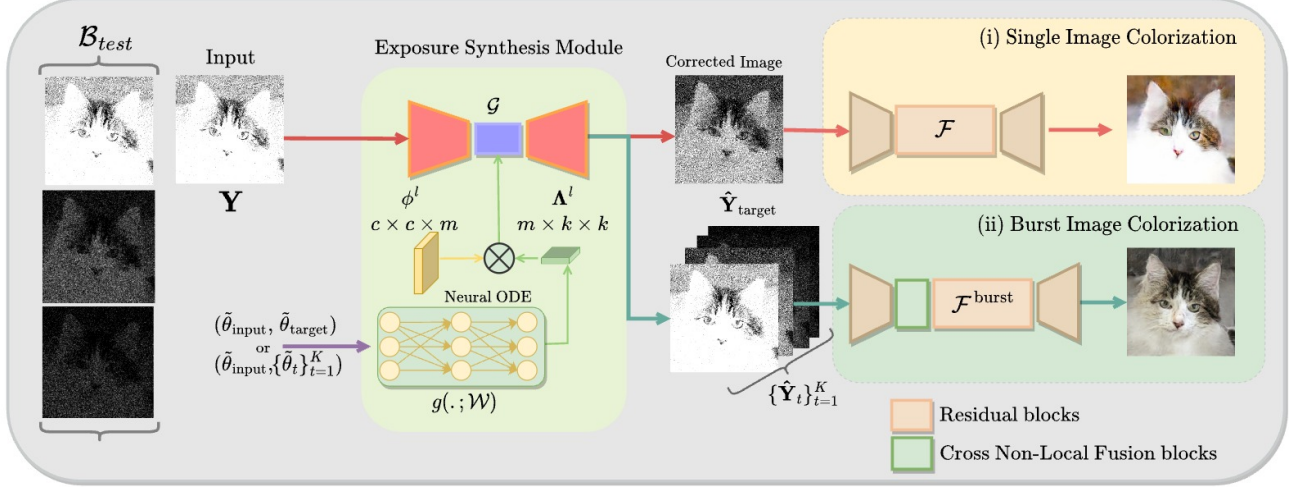 𝓑_test
Input
Y
Exposure Synthesis Module
𝒢
ϕ^l
Λ^l
c × c × m
m × k × k
Neural ODE
(θ̃_input, θ̃_target)
or
(θ̃_input,{θ̃_t}_{t=1}^K)
g(. ; 𝒲)
Corrected Image
Ŷ_target
{Ŷ_t}_{t=1}^K
(i) Single Image Colorization
ℱ
(ii) Burst Image Colorization
ℱ^burst
Residual blocks
Cross Non-Local Fusion blocks